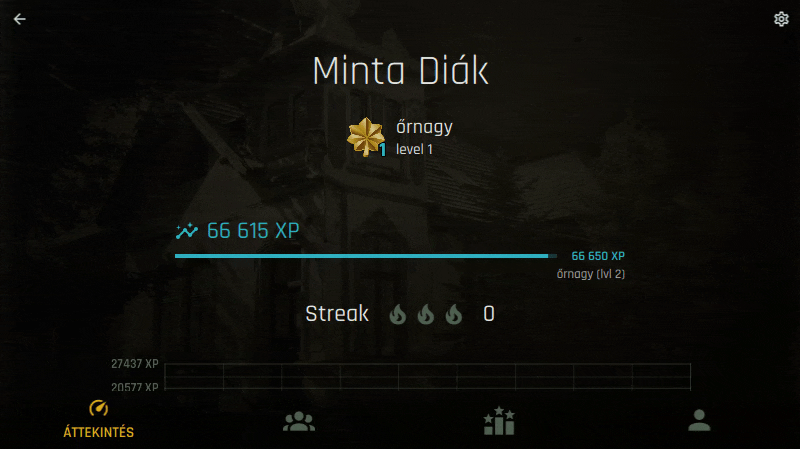 Minta Diák
őrnagy
1
level 1
66 615 XP
66 650 XP
őrnagy (lvl 2)
Streak 0
27437 XP
20577 XP
ÁTTEKINTÉS